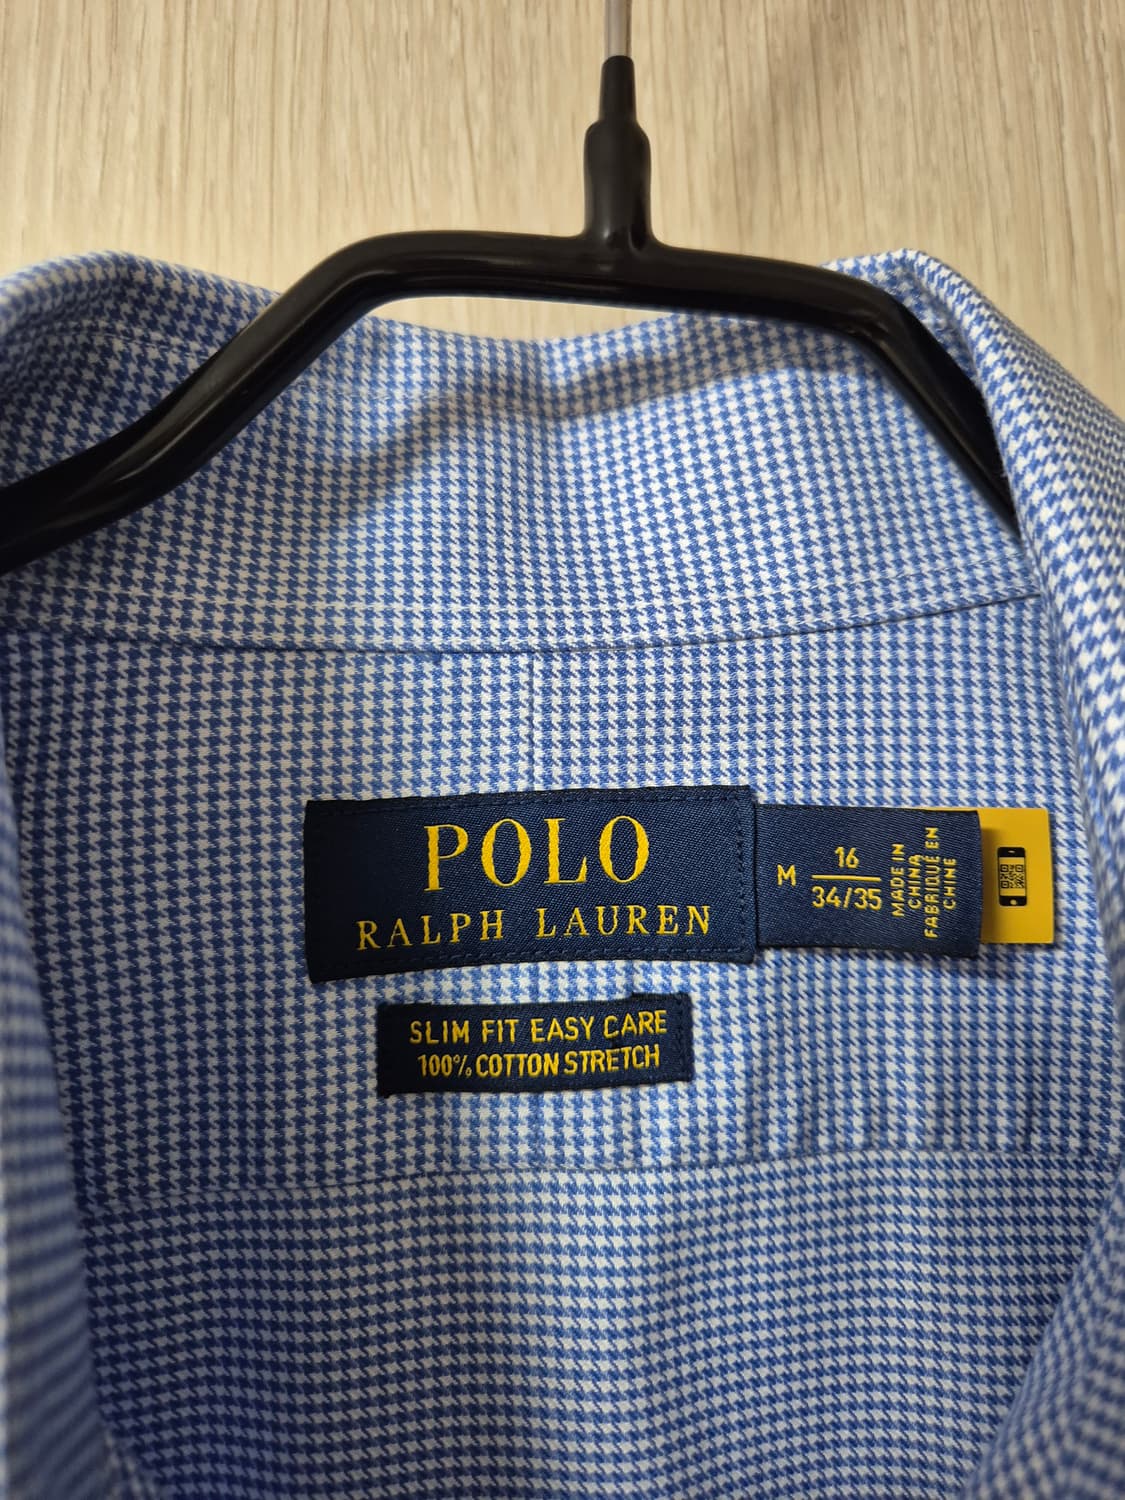 POLO
RALPH LAUREN
M
16
34/35
MADE IN
CHINA
FABRIQUÉ EN
CHINE
SLIM FIT EASY CARE
100% COTTON STRETCH